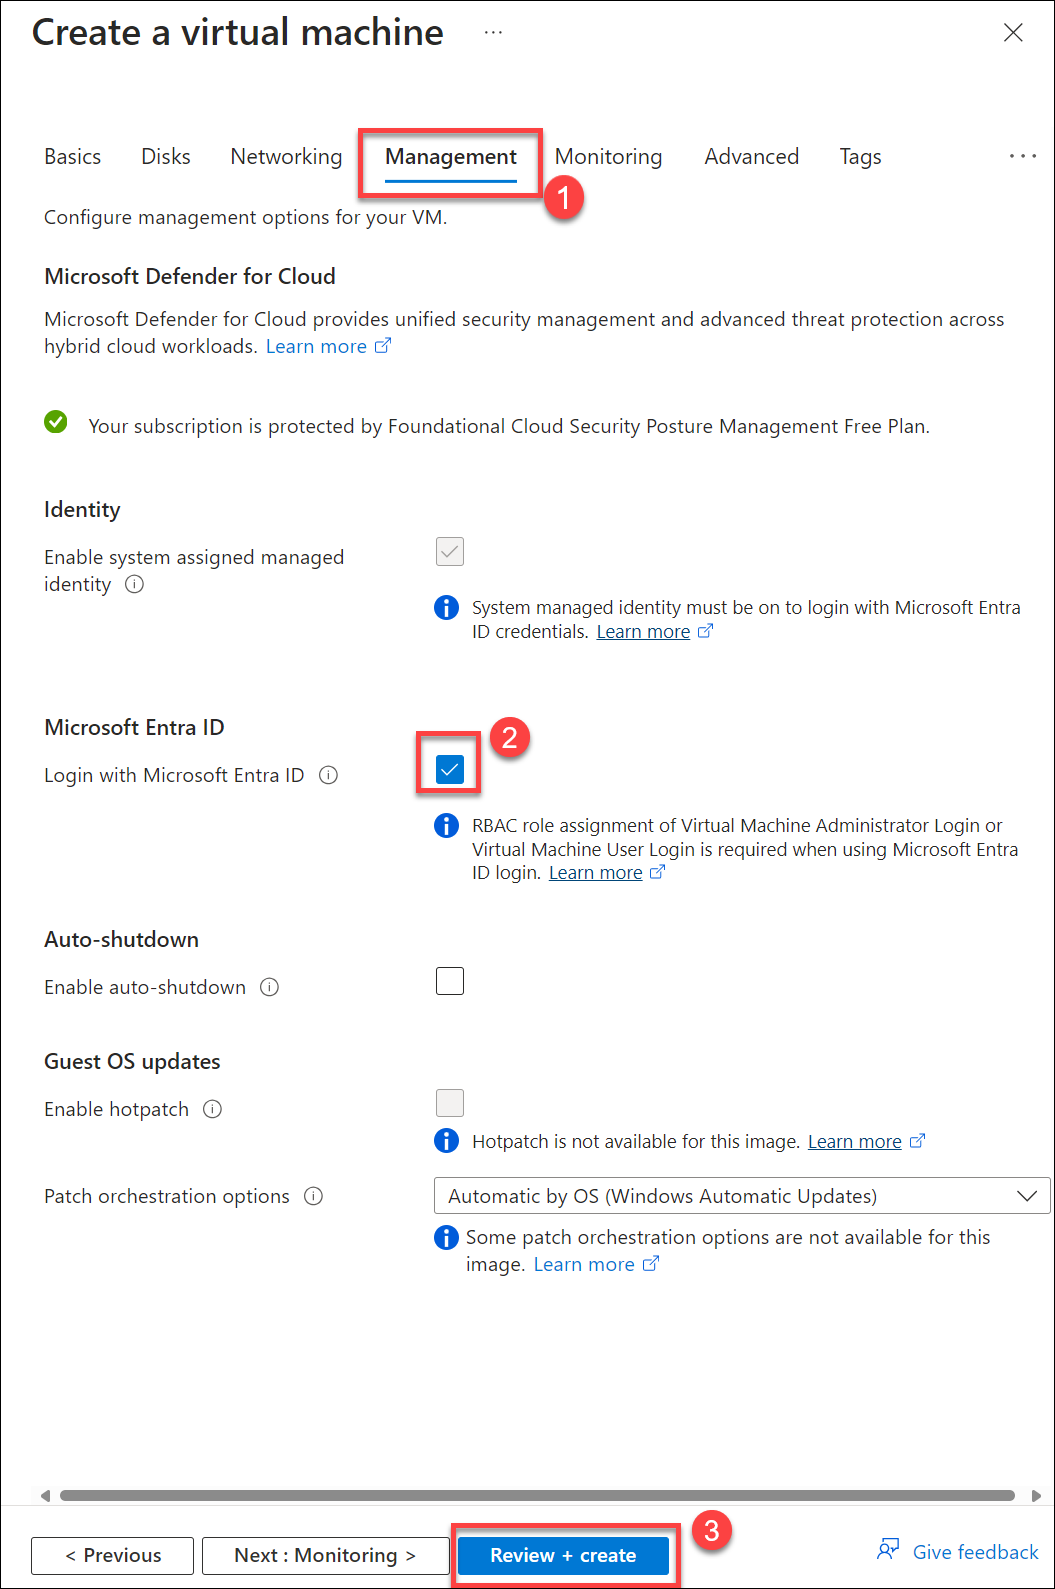 Create a virtual machine ...
Basics Disks Networking Management Monitoring Advanced Tags ...
1
Configure management options for your VM.
Microsoft Defender for Cloud
Microsoft Defender for Cloud provides unified security management and advanced threat protection across
hybrid cloud workloads. Learn more
Your subscription is protected by Foundational Cloud Security Posture Management Free Plan.
Identity
Enable system assigned managed
identity
System managed identity must be on to login with Microsoft Entra
ID credentials. Learn more
Microsoft Entra ID
2
Login with Microsoft Entra ID
RBAC role assignment of Virtual Machine Administrator Login or
Virtual Machine User Login is required when using Microsoft Entra
ID login. Learn more
Auto-shutdown
Enable auto-shutdown
Guest OS updates
Enable hotpatch
Hotpatch is not available for this image. Learn more
Patch orchestration options
Automatic by OS (Windows Automatic Updates)
Some patch orchestration options are not available for this
image. Learn more
3
< Previous
Next : Monitoring >
Review + create
Give feedback